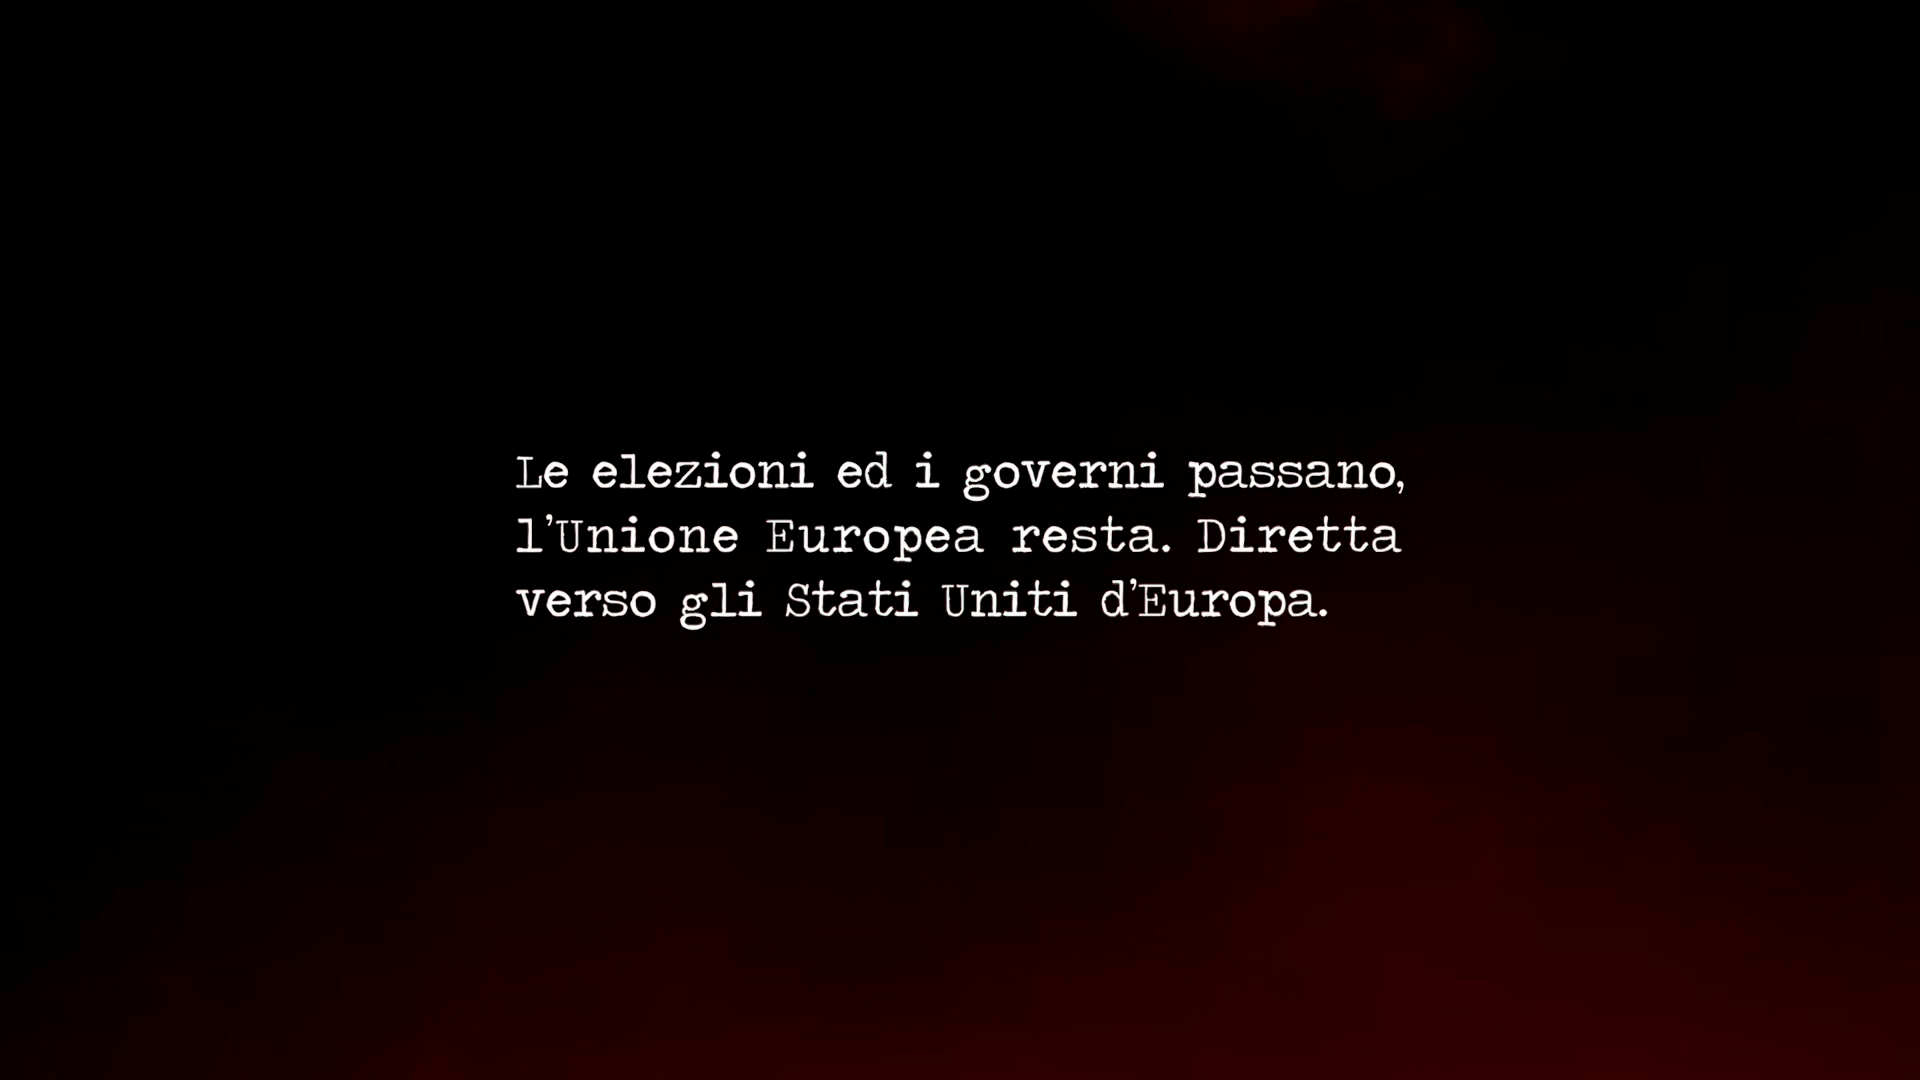 Le elezioni ed i governi passano,
l'Unione Europea resta. Diretta
verso gli Stati Uniti d'Europa.